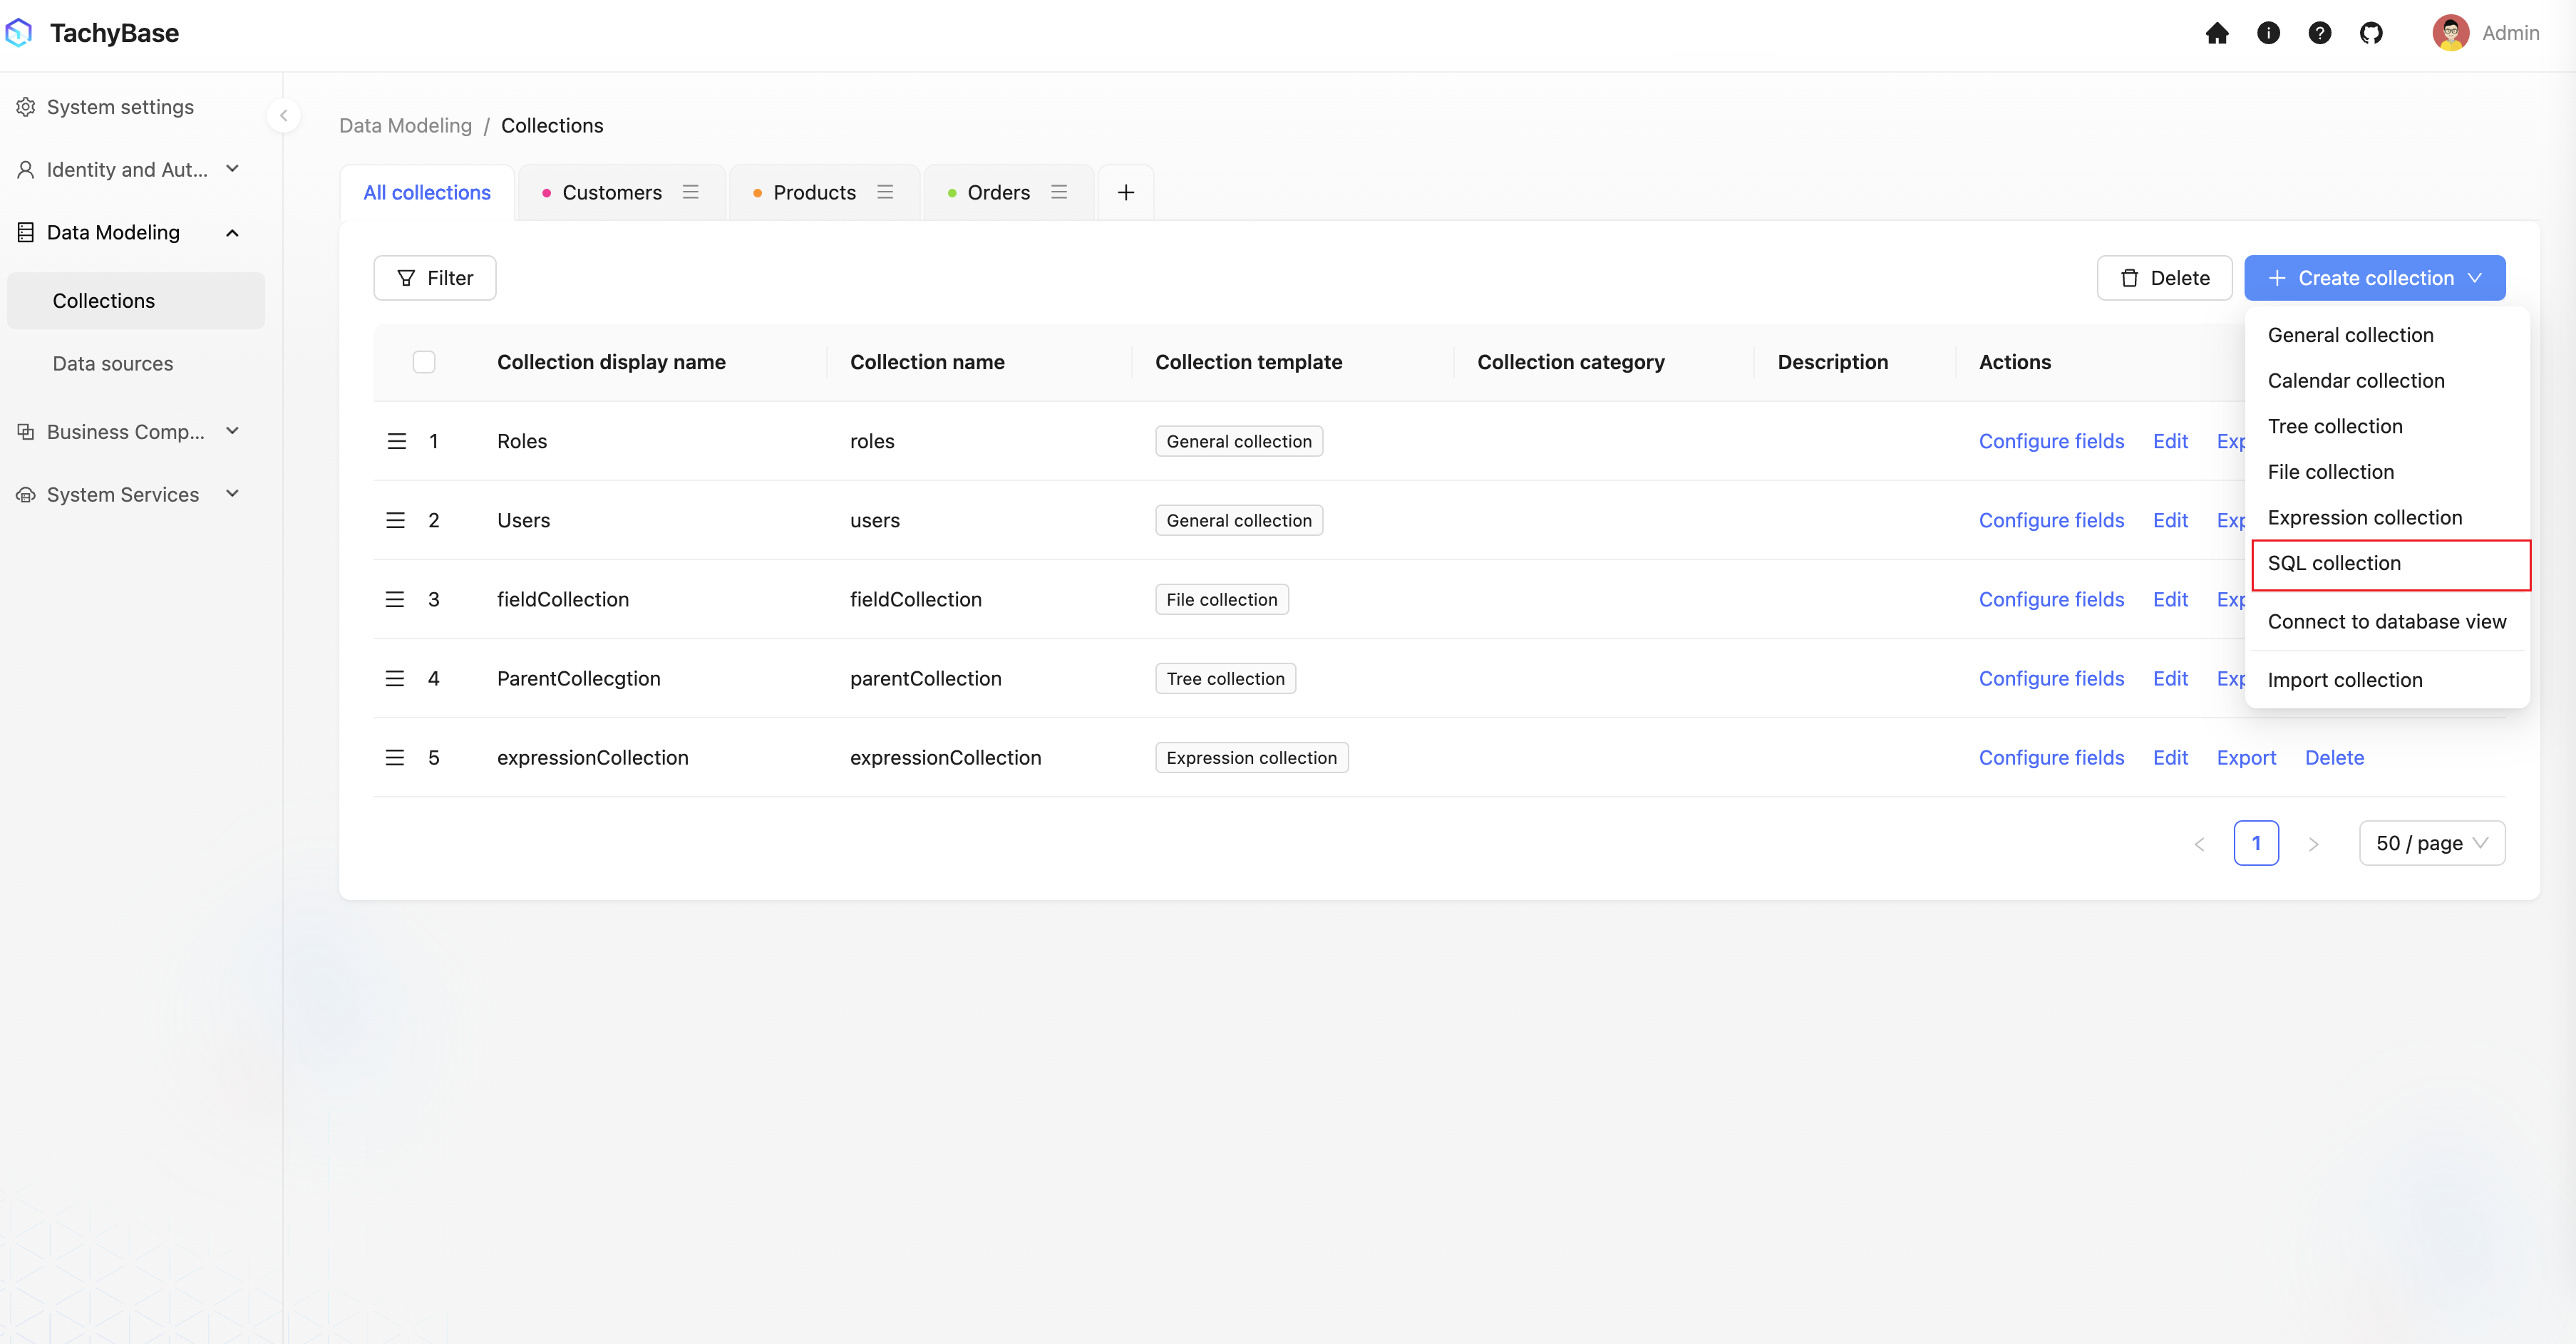 TachyBase
Admin
System settings
Identity and Aut...
Data Modeling
Collections
Data sources
Business Comp...
System Services
Data Modeling / Collections
All collections
Customers
Products
Orders
Filter
Delete
Create collection
General collection
Calendar collection
Tree collection
File collection
Expression collection
SQL collection
Connect to database view
Import collection
Collection display name Collection name Collection template Collection category Description Actions
1 Roles roles General collection Configure fields Edit Exp
2 Users users General collection Configure fields Edit Exp
3 fieldCollection fieldCollection File collection Configure fields Edit Exp
4 ParentCollecgtion parentCollection Tree collection Configure fields Edit Exp
5 expressionCollection expressionCollection Expression collection Configure fields Edit Export Delete
1
50 / page